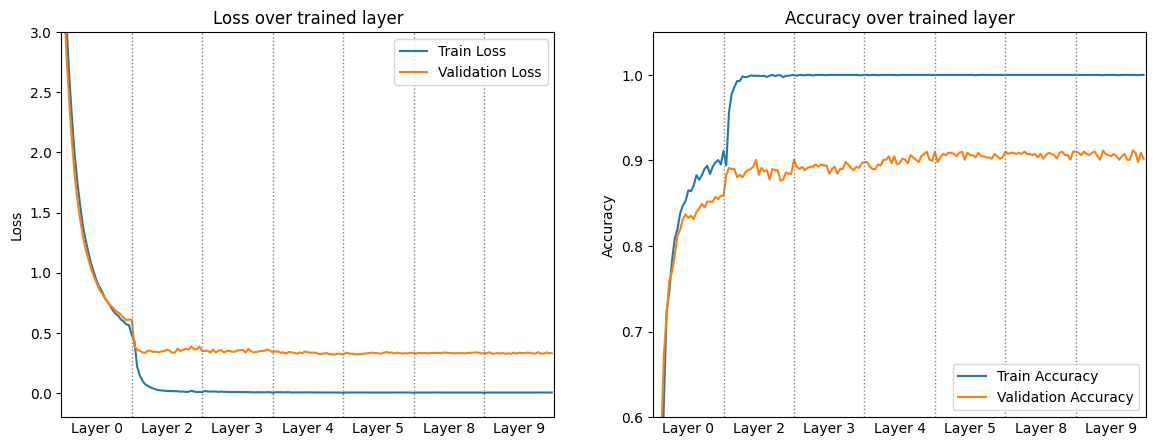 Loss over trained layer
3.0
2.5
2.0
1.5
1.0
0.5
0.0
Loss
Train Loss
Validation Loss
Layer 0 Layer 2 Layer 3 Layer 4 Layer 5 Layer 8 Layer 9
Accuracy over trained layer
1.0
0.9
0.8
0.7
0.6
Accuracy
Train Accuracy
Validation Accuracy
Layer 0 Layer 2 Layer 3 Layer 4 Layer 5 Layer 8 Layer 9